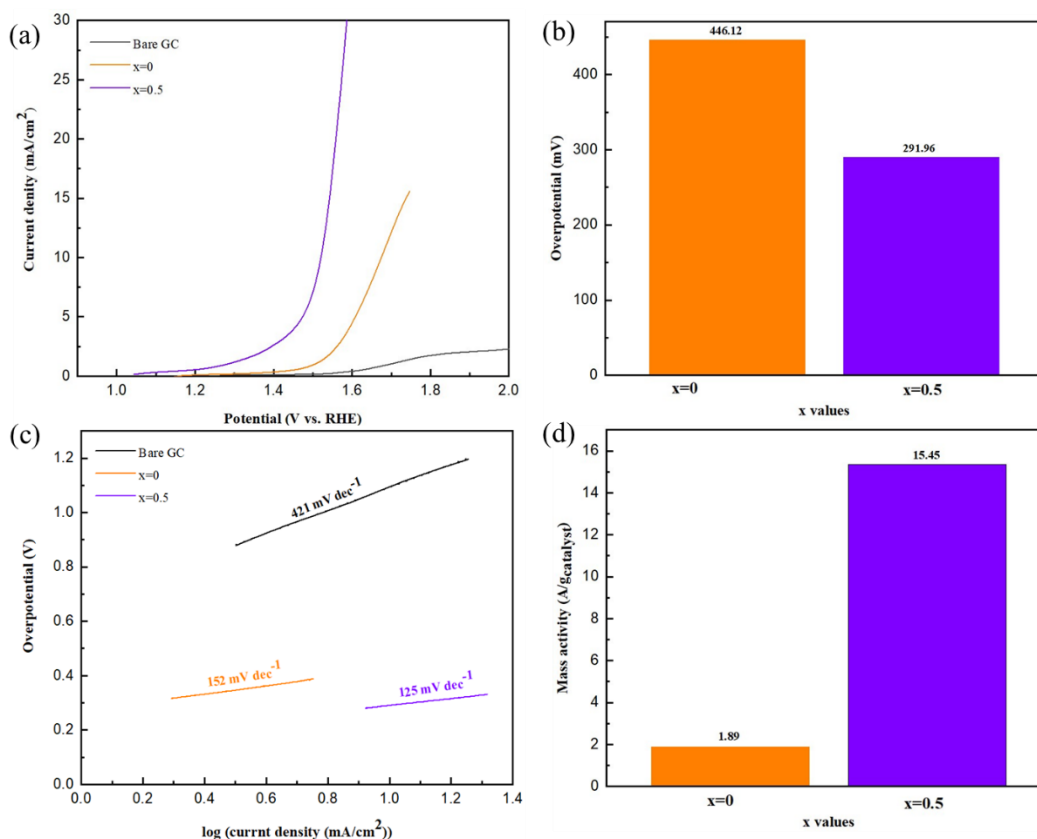 (a)
30
25
20
15
10
5
0
1.0
1.2
1.4
1.6
1.8
2.0
Bare GC
x=0
x=0.5
Current denity (mA/cm²)
Potential (V vs. RHE)
(b)
400
300
200
100
0
446.12
291.96
x=0
x=0.5
Overpotential (mV)
x values
(c)
1.2
1.0
0.8
0.6
0.4
0.2
0.0
0.0
0.2
0.4
0.6
0.8
1.0
1.2
1.4
Bare GC
x=0
x=0.5
421 mV dec⁻¹
152 mV dec⁻¹
125 mV dec⁻¹
Overpotential (V)
log (currnt density (mA/cm²))
(d)
16
14
12
10
8
6
4
2
0
15.45
1.89
x=0
x=0.5
Mass activity (A/gcatalyst)
x values